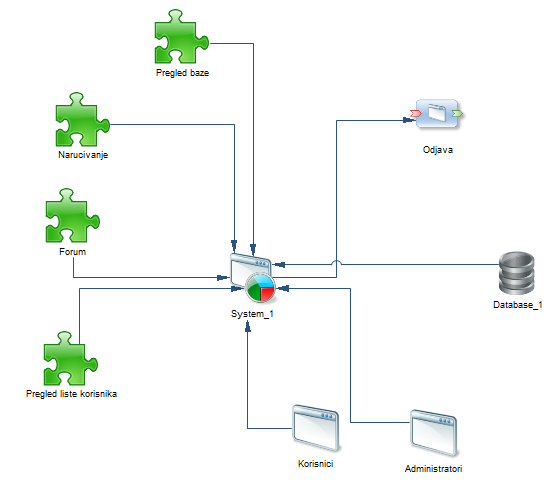 Pregled baze
Narucivanje
Odjava
Forum
Database_1
System_1
Pregled liste korisnika
Korisnici
Administratori